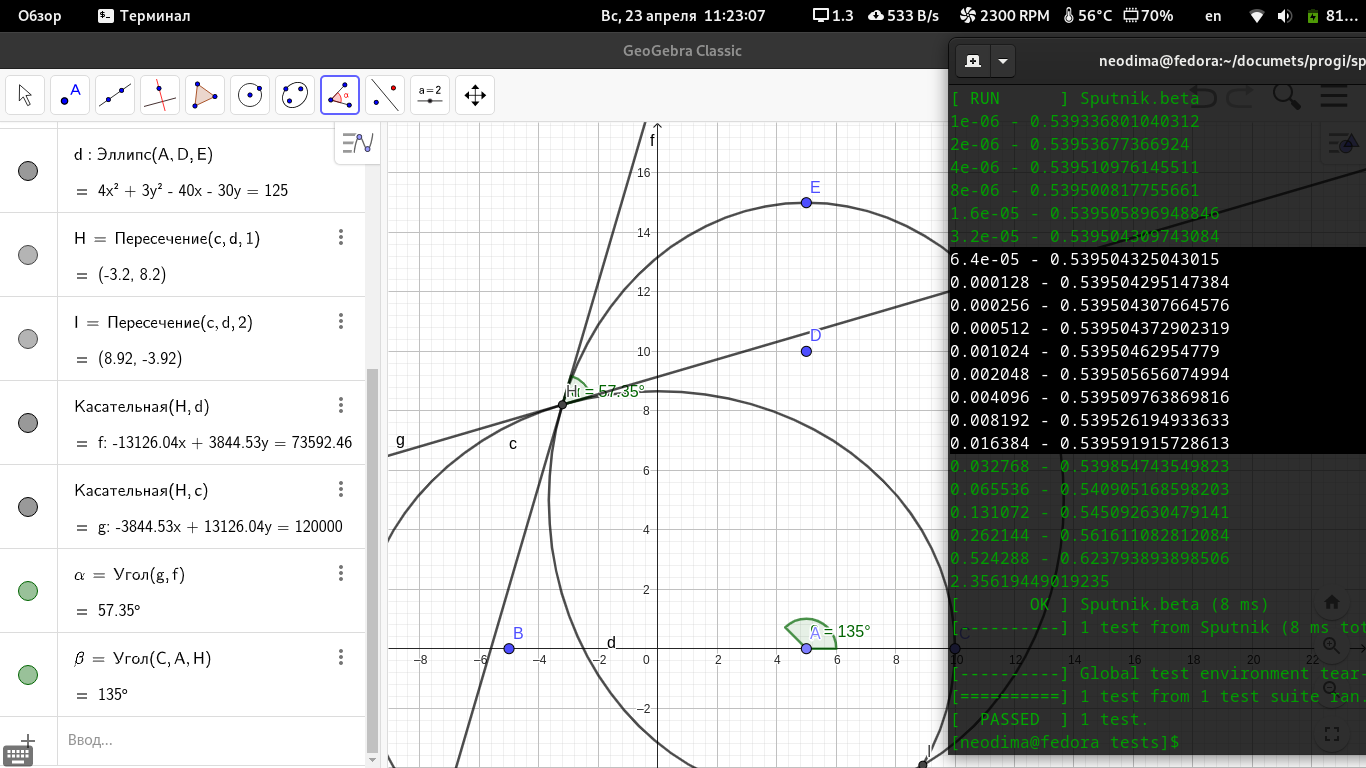 Обзор Терминал Вс, 23 апреля 11:23:07 1.3 533 B/s 2300 RPM 56°C 70% en 81…
GeoGebra Classic
neodima@fedora:~/documets/progi/sp
A
α
a=2
d : Эллипс(A, D, E)
= 4x² + 3y² - 40x - 30y = 125
H = Пересечение(c, d, 1)
= (-3.2, 8.2)
I = Пересечение(c, d, 2)
= (8.92, -3.92)
Касательная(H, d)
= f: -13126.04x + 3844.53y = 73592.46
Касательная(H, c)
= g: -3844.53x + 13126.04y = 120000
α = Угол(g, f)
= 57.35°
β = Угол(C, A, H)
= 135°
+ Ввод...
f
16
E
14
12
D
10
H = 57.35°
8
g
c
6
4
2
B
A = 135°
d
−8
−4
−2
0
2
4
6
8
10
12
14
16
18
20
22
−2
I
[ RUN ] Sputnik.beta
1e-06 - 0.539336801040312
2e-06 - 0.53953677366924
4e-06 - 0.539510976145511
8e-06 - 0.539500817755661
1.6e-05 - 0.539505896948846
3.2e-05 - 0.539504309743084
6.4e-05 - 0.539504325043015
0.000128 - 0.539504295147384
0.000256 - 0.539504307664576
0.000512 - 0.539504372902319
0.001024 - 0.53950462954779
0.002048 - 0.539505656074994
0.004096 - 0.539509763869816
0.008192 - 0.539526194933633
0.016384 - 0.539591915728613
0.032768 - 0.539854743549823
0.065536 - 0.540905168598203
0.131072 - 0.545092630479141
0.262144 - 0.561611082812084
0.524288 - 0.623793893898506
2.35619449019235
[ OK ] Sputnik.beta (8 ms)
[----------] 1 test from Sputnik (8 ms tot
[----------] Global test environment tear-
[==========] 1 test from 1 test suite ran.
[ PASSED ] 1 test.
[neodima@fedora tests]$